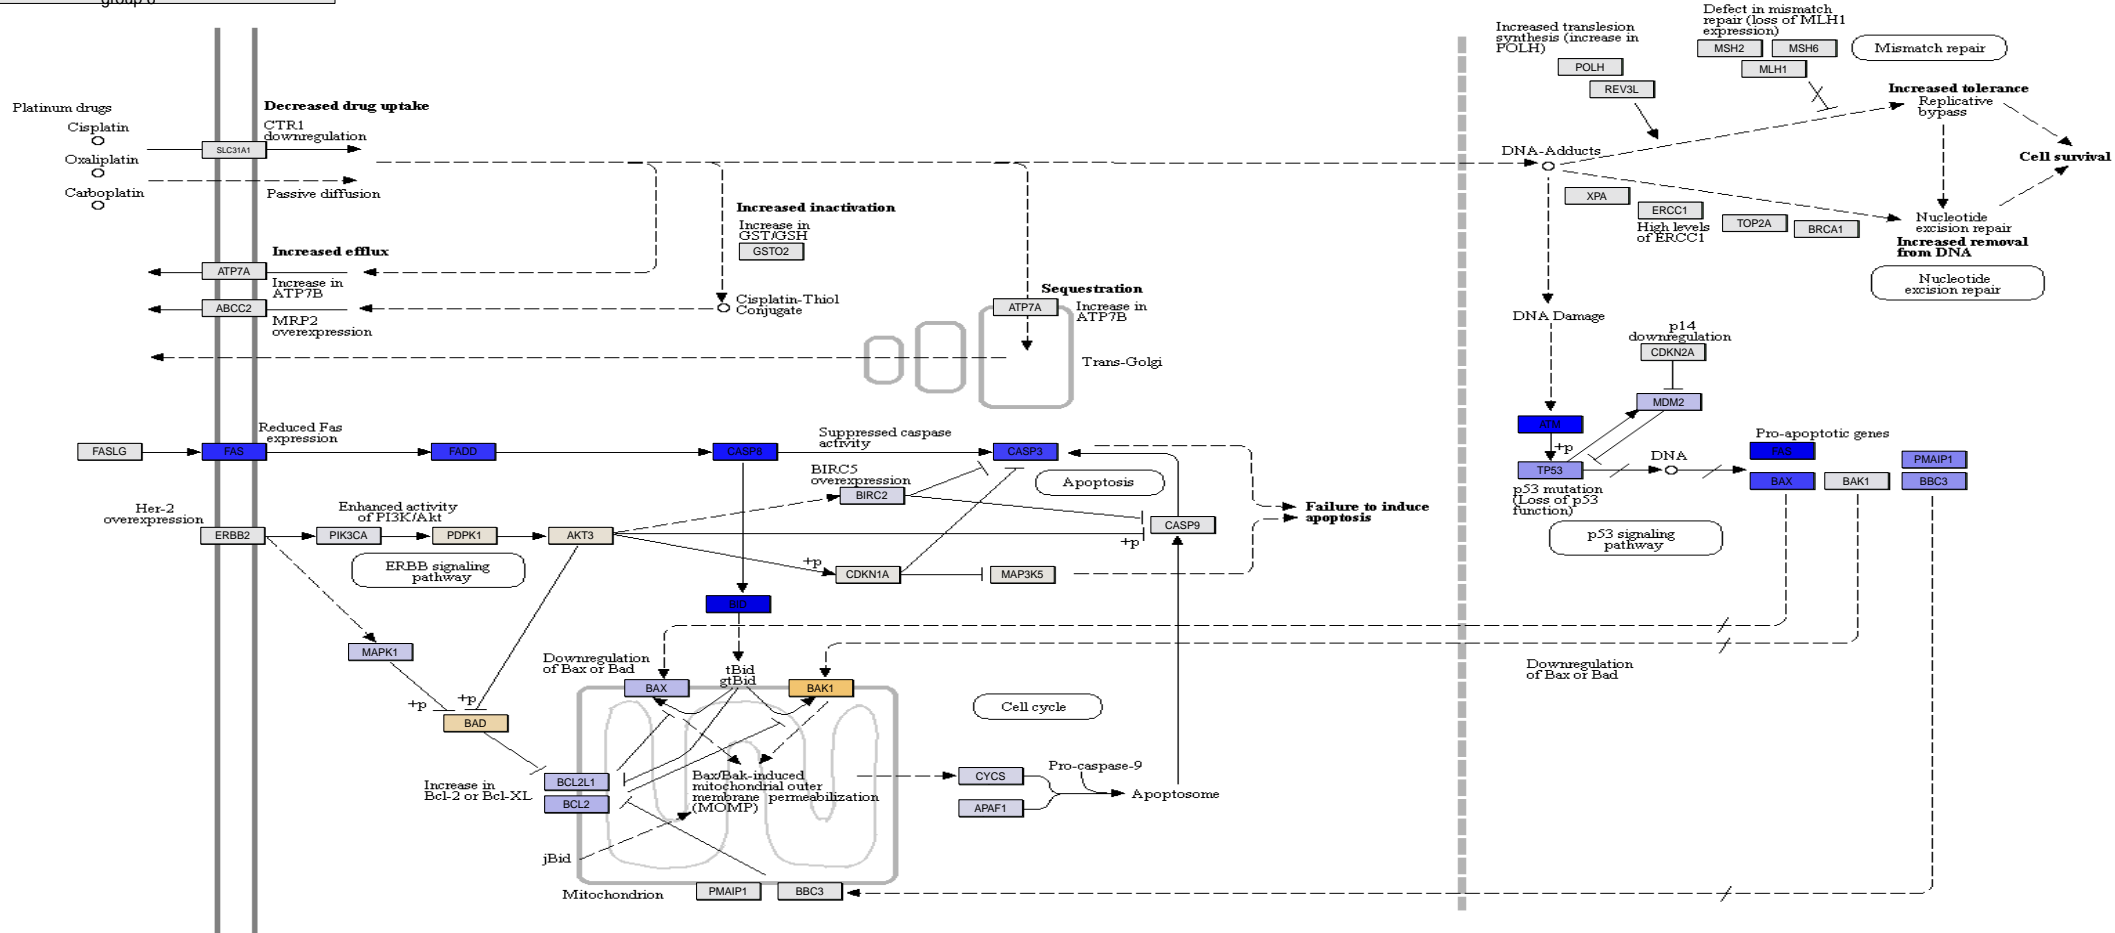 group 6
Platinum drugs
Cisplatin
Oxaliplatin
Carboplatin
Decreased drug uptake
CTR1
downregulation
SLC31A1
Passive diffusion
Increased efflux
ATP7A
Increase in
ATP7B
ABCC2
MRP2
overexpression
Increased inactivation
Increase in
GST/GSH
GSTO2
Cisplatin-Thiol
Conjugate
Sequestration
ATP7A
Increase in
ATP7B
Trans-Golgi
Increased translesion
synthesis (increase in
POLH)
POLH
REV3L
Defect in mismatch
repair (loss of MLH1
expression)
MSH2
MSH6
MLH1
Mismatch repair
Increased tolerance
Replicative
bypass
Cell survival
DNA-Adducts
XPA
ERCC1
High levels
of ERCC1
TOP2A
BRCA1
Nucleotide
excision repair
Increased removal
from DNA
Nucleotide
excision repair
DNA Damage
p14
downregulation
CDKN2A
MDM2
ATM
+p
TP53
p53 mutation
(Loss of p53
function)
DNA
Pro-apoptotic genes
FAS
BAX
BAK1
PMAIP1
BBC3
p53 signaling
pathway
FASLG
FAS
Reduced Fas
expression
FADD
CASP8
Suppressed caspase
activity
CASP3
BIRC5
overexpression
BIRC2
Apoptosis
Failure to induce
apoptosis
Her-2
overexpression
ERBB2
Enhanced activity
of PI3K/Akt
PIK3CA
PDPK1
AKT3
ERBB signaling
pathway
CASP9
+p
+p
CDKN1A
MAP3K5
BID
MAPK1
+p
+p
BAD
Downregulation
of Bax or Bad
tBid
gtBid
BAX
BAK1
Downregulation
of Bax or Bad
Cell cycle
Increase in
Bcl-2 or Bcl-XL
BCL2L1
BCL2
Bax/Bak-induced
mitochondrial outer
membrane permeabilization
(MOMP)
CYCS
APAF1
Pro-caspase-9
Apoptosome
jBid
Mitochondrion
PMAIP1
BBC3